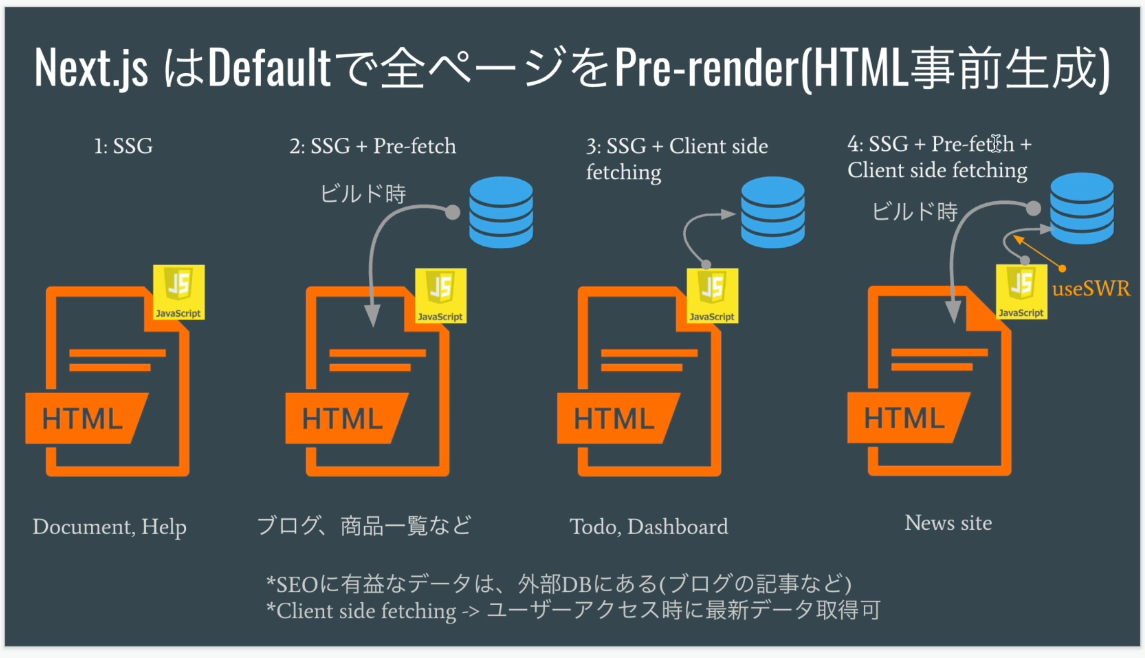 Next.js はDefaultで全ページをPre-render(HTML事前生成)
1: SSG
2: SSG + Pre-fetch
3: SSG + Client side
fetching
4: SSG + Pre-fetch +
Client side fetching
ビルド時
ビルド時
useSWR
JS
JavaScript
JS
JavaScript
JS
JavaScript
JS
JavaScript
HTML
HTML
HTML
HTML
Document, Help
ブログ、商品一覧など
Todo, Dashboard
News site
*SEOに有益なデータは、外部DBにある(ブログの記事など)
*Client side fetching -> ユーザーアクセス時に最新データ取得可